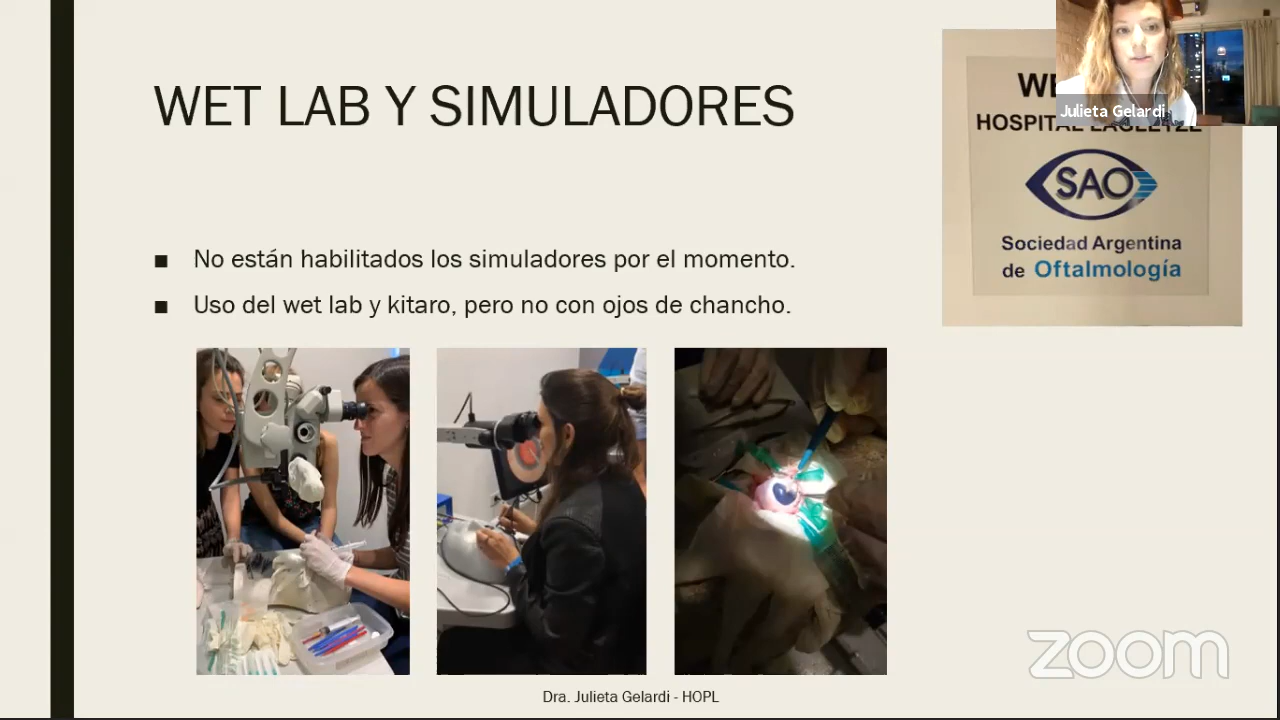 WET LAB Y SIMULADORES
■ No están habilitados los simuladores por el momento.
■ Uso del wet lab y kitaro, pero no con ojos de chancho.
Julieta Gelardi
SAO
Sociedad Argentina
de Oftalmología
Dra. Julieta Gelardi - HOPL
zoom